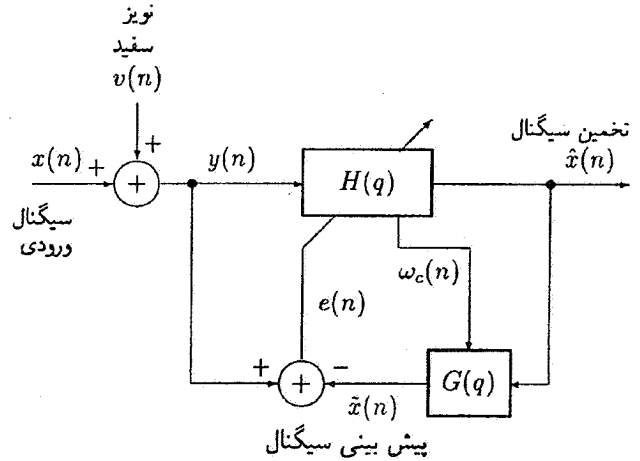 نویز
سفید
v(n)
+
x(n) +
+
y(n)
H(q)
تخمین سیگنال
x̂(n)
سیگنال
ورودی
e(n)
ω_c(n)
+
−
+
G(q)
x̃(n)
پیش بینی سیگنال